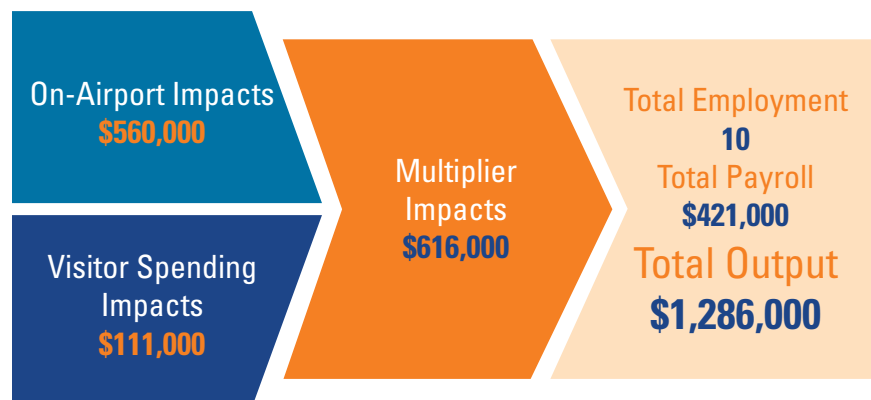 On-Airport Impacts
$560,000
Visitor Spending
Impacts
$111,000
Multiplier
Impacts
$616,000
Total Employment
10
Total Payroll
$421,000
Total Output
$1,286,000